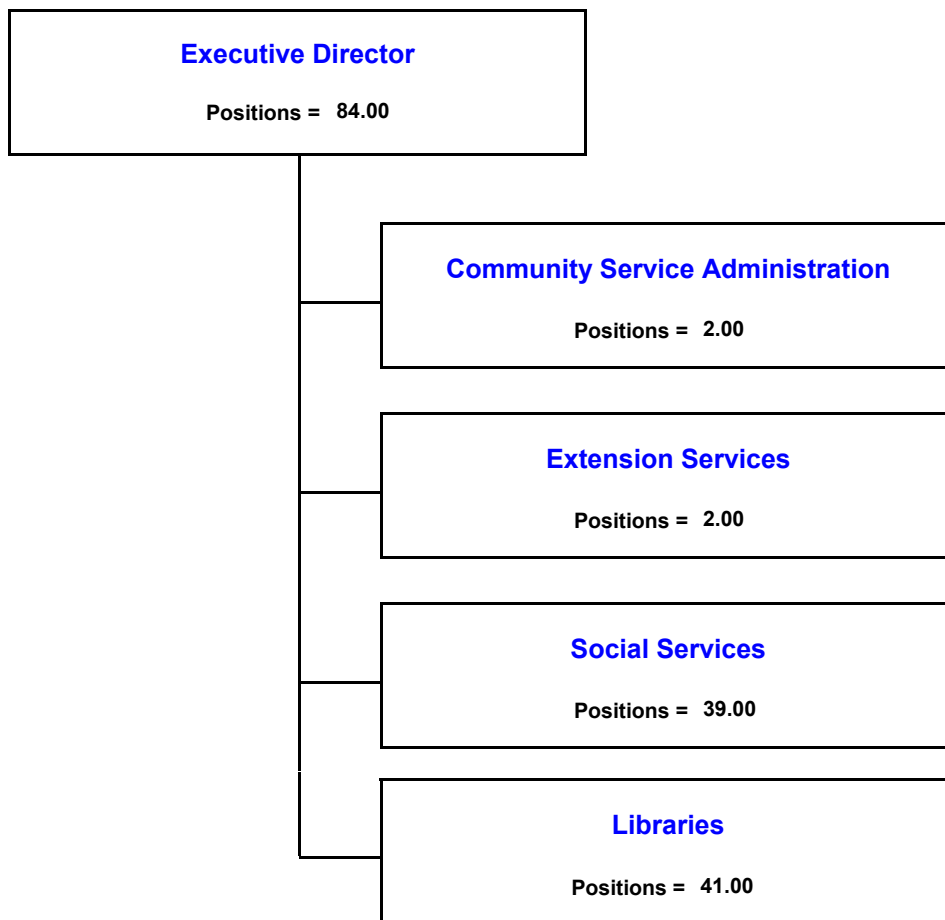 Executive Director
Positions = 84.00
Community Service Administration
Positions = 2.00
Extension Services
Positions = 2.00
Social Services
Positions = 39.00
Libraries
Positions = 41.00